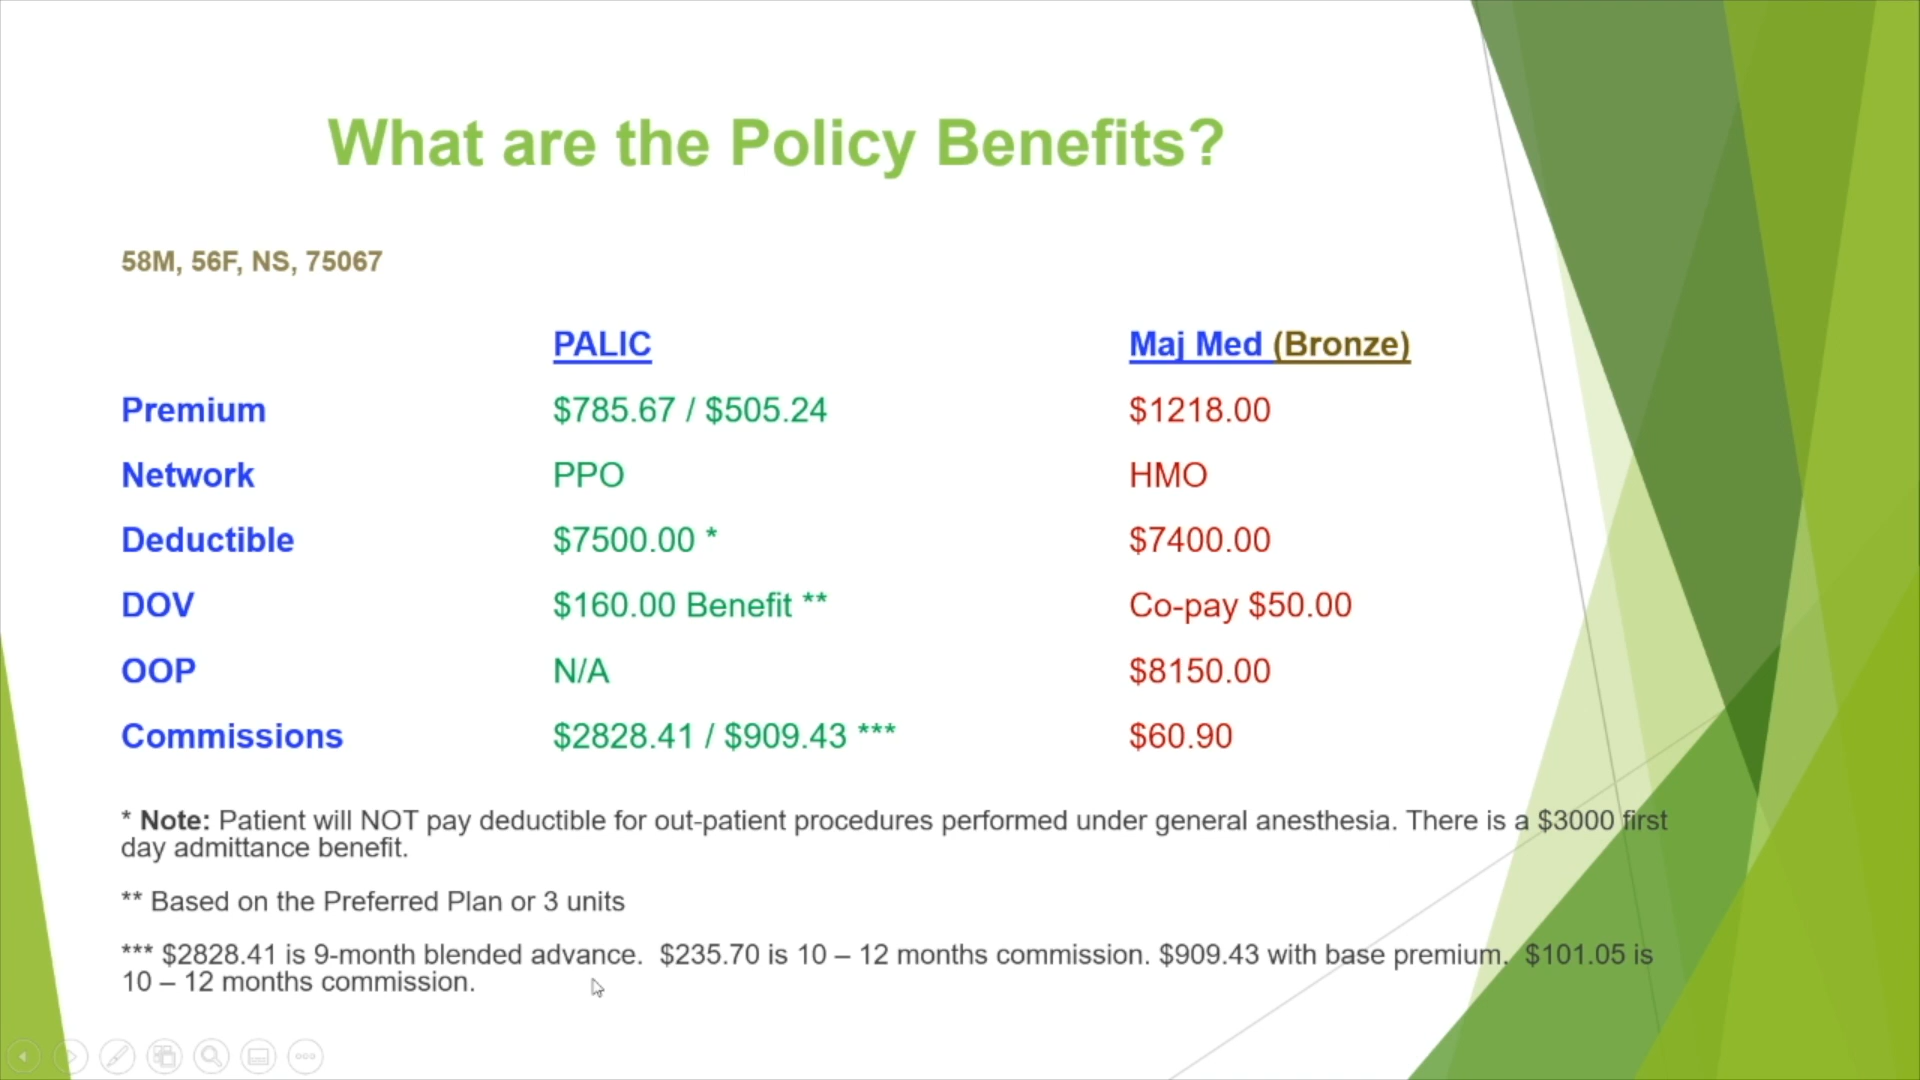 What are the Policy Benefits?
58M, 56F, NS, 75067
PALIC Maj Med (Bronze)
Premium $785.67 / $505.24 $1218.00
Network PPO HMO
Deductible $7500.00 * $7400.00
DOV $160.00 Benefit ** Co-pay $50.00
OOP N/A $8150.00
Commissions $2828.41 / $909.43 *** $60.90
* Note: Patient will NOT pay deductible for out-patient procedures performed under general anesthesia. There is a $3000 first
day admittance benefit.
** Based on the Preferred Plan or 3 units
*** $2828.41 is 9-month blended advance.  $235.70 is 10 – 12 months commission. $909.43 with base premium.  $101.05 is
10 – 12 months commission.